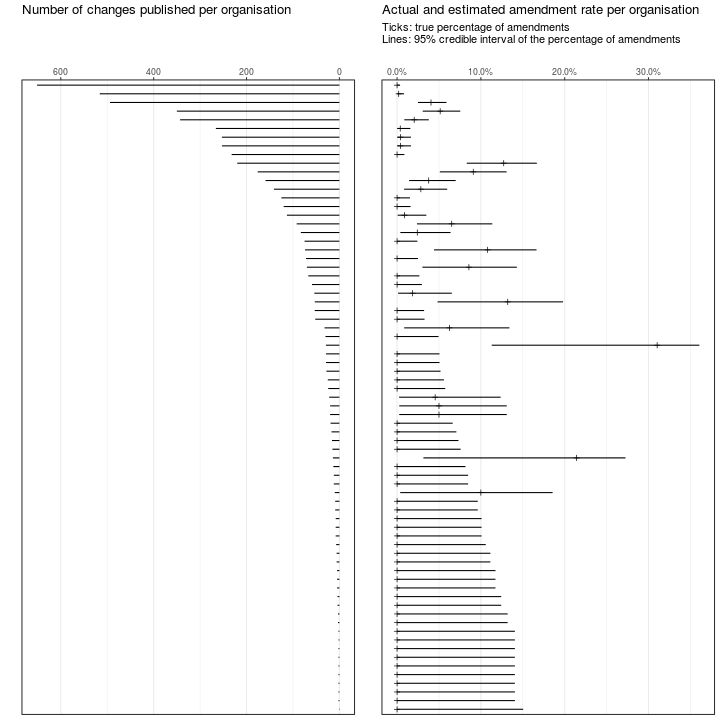 Number of changes published per organisation
Actual and estimated amendment rate per organisation
Ticks: true percentage of amendments
Lines: 95% credible interval of the percentage of amendments
600 400 200 0
0.0% 10.0% 20.0% 30.0%